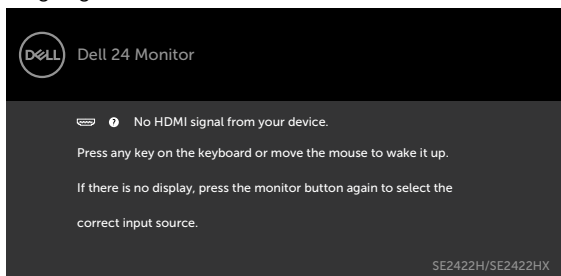 DELL
Dell 24 Monitor
No HDMI signal from your device.
Press any key on the keyboard or move the mouse to wake it up.
If there is no display, press the monitor button again to select the
correct input source.
SE2422H/SE2422HX